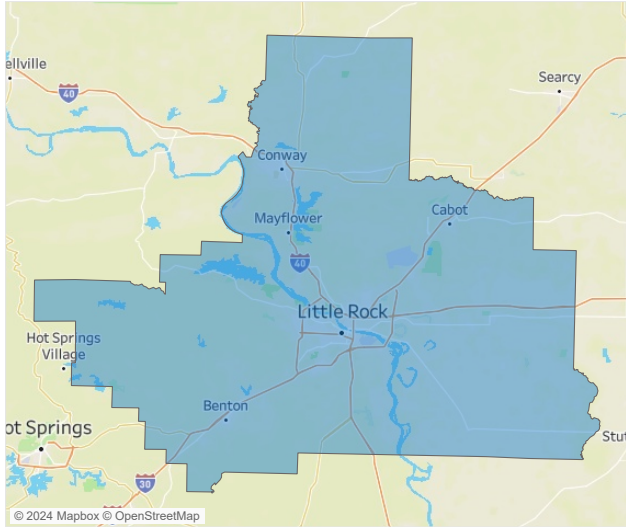 ellville
40
Searcy
Conway
Cabot
Mayflower
40
Little Rock
Hot Springs
Village
Benton
ot Springs
Stut
30
© 2024 Mapbox © OpenStreetMap